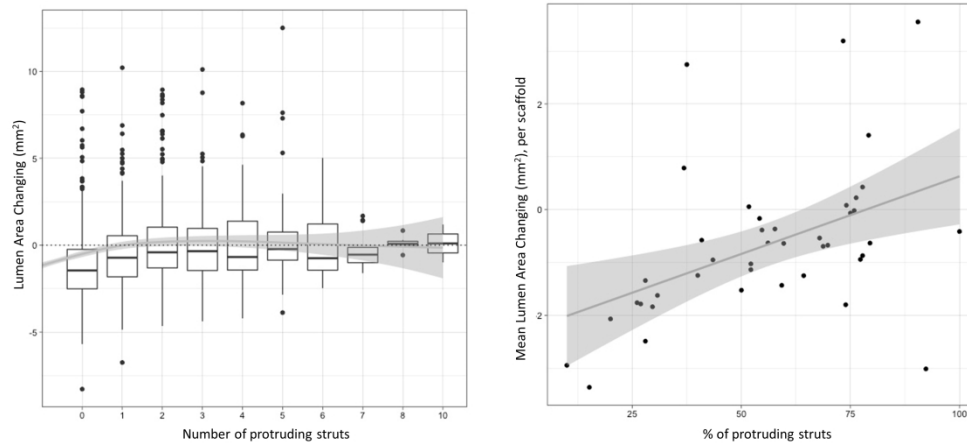 Lumen Area Changing (mm²)
10
5
0
-5
0 1 2 3 4 5 6 7 8 10
Number of protruding struts
Mean Lumen Area Changing (mm²), per scaffold
2
0
-2
25 50 75 100
% of protruding struts